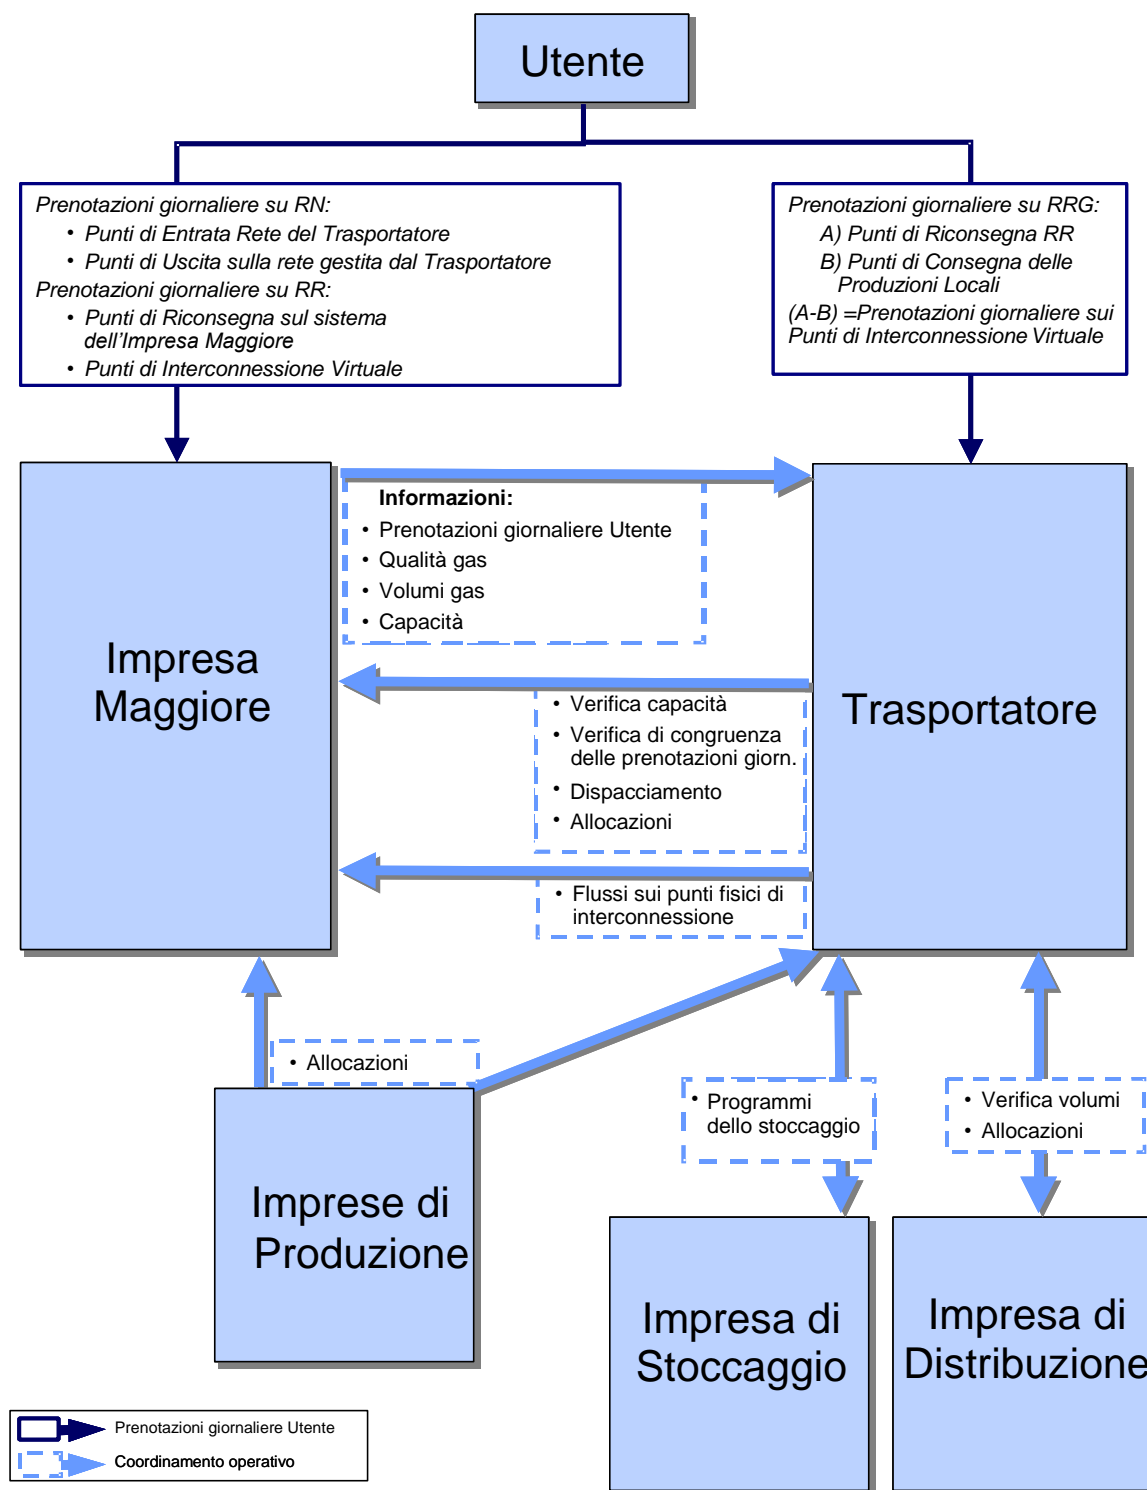 Utente
Prenotazioni giornaliere su RN:
• Punti di Entrata Rete del Trasportatore
• Punti di Uscita sulla rete gestita dal Trasportatore
Prenotazioni giornaliere su RR:
• Punti di Riconsegna sul sistema
dell'Impresa Maggiore
• Punti di Interconnessione Virtuale
Prenotazioni giornaliere su RRG:
A) Punti di Riconsegna RR
B) Punti di Consegna delle
Produzioni Locali
(A-B) =Prenotazioni giornaliere sui
Punti di Interconnessione Virtuale
Impresa
Maggiore
Informazioni:
• Prenotazioni giornaliere Utente
• Qualità gas
• Volumi gas
• Capacità
Trasportatore
• Verifica capacità
• Verifica di congruenza
delle prenotazioni giorn.
• Dispacciamento
• Allocazioni
• Flussi sui punti fisici di
interconnessione
• Allocazioni
• Programmi
dello stoccaggio
• Verifica volumi
• Allocazioni
Imprese di
Produzione
Impresa di
Stoccaggio
Impresa di
Distribuzione
Prenotazioni giornaliere Utente
Coordinamento operativo